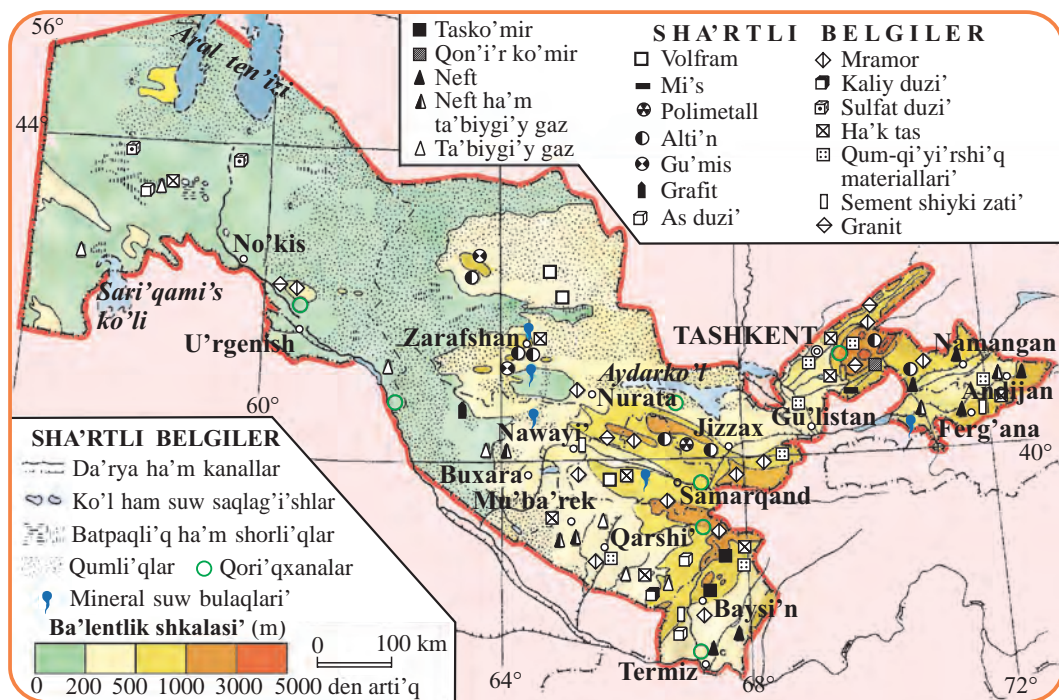 56°
44°
Aral ten'izi
Tasko'mir
Qon'i'r ko'mir
Neft
Neft ha'm
ta'biygi'y gaz
Ta'biygi'y gaz
SHA'RTLI BELGILER
Volfram
Mi's
Polimetall
Alti'n
Gu'mis
Grafit
As duzi'
Mramor
Kaliy duzi'
Sulfat duzi'
Ha'k tas
Qum-qi'yi'rshi'q
materiallari'
Sement shiyki zati'
Granit
No'kis
Sari'qami's
ko'li
U'rgenish
60°
Zarafshan
TASHKENT
Namangan
Aydarko'l
Nurata
Andijan
Gu'listan
Ferg'ana
Nawayi'
Jizzax
40°
Buxara
Mu'ba'rek
Samarqand
Qarshi'
Baysi'n
Termiz
64°
68°
72°
SHA'RTLI BELGILER
Da'rya ha'm kanallar
Ko'l ham suw saqlag'i'shlar
Batpaqli'q ha'm shorli'qlar
Qumli'qlar
Qori'qxanalar
Mineral suw bulaqlari'
Ba'lentlik shkalasi' (m)
0 200 500 1000 3000 5000 den arti'q
0 100 km